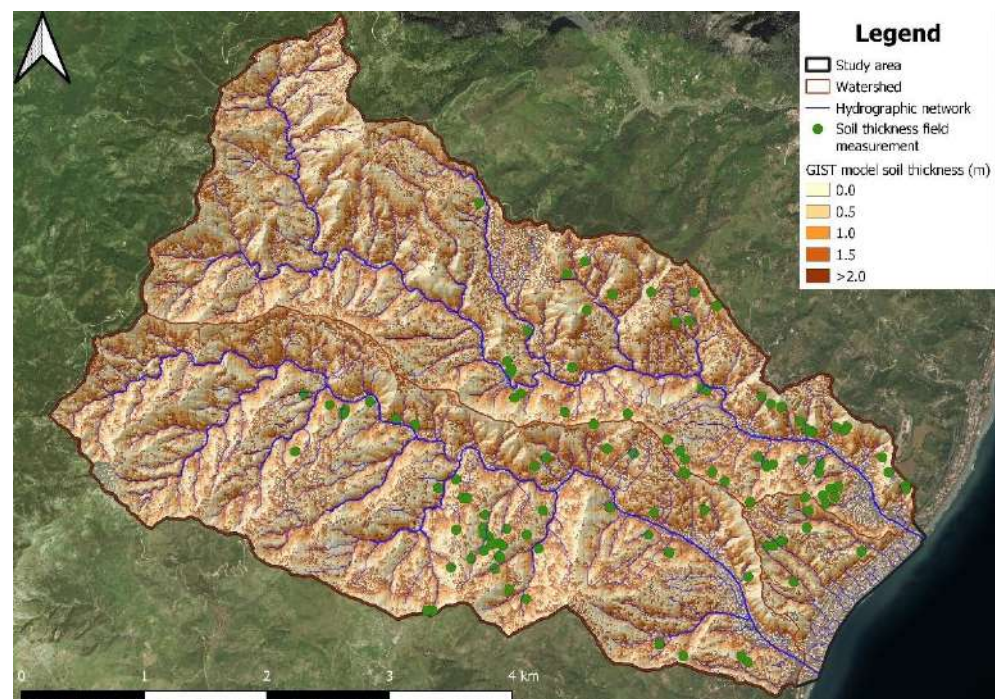 Legend
Study area
Watershed
Hydrographic network
Soil thickness field
measurement
GIST model soil thickness (m)
0.0
0.5
1.0
1.5
>2.0
0 1 2 3 4 km